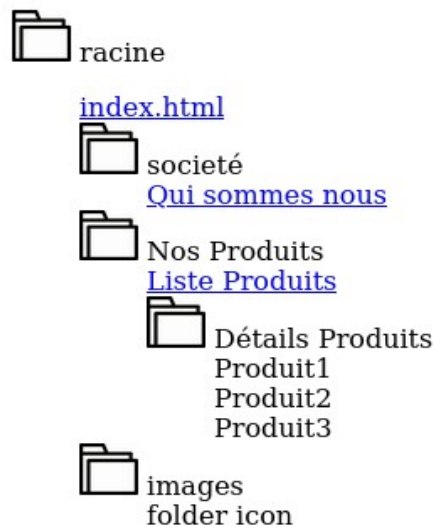 racine
index.html
societé
Qui sommes nous
Nos Produits
Liste Produits
Détails Produits
Produit1
Produit2
Produit3
images
folder icon